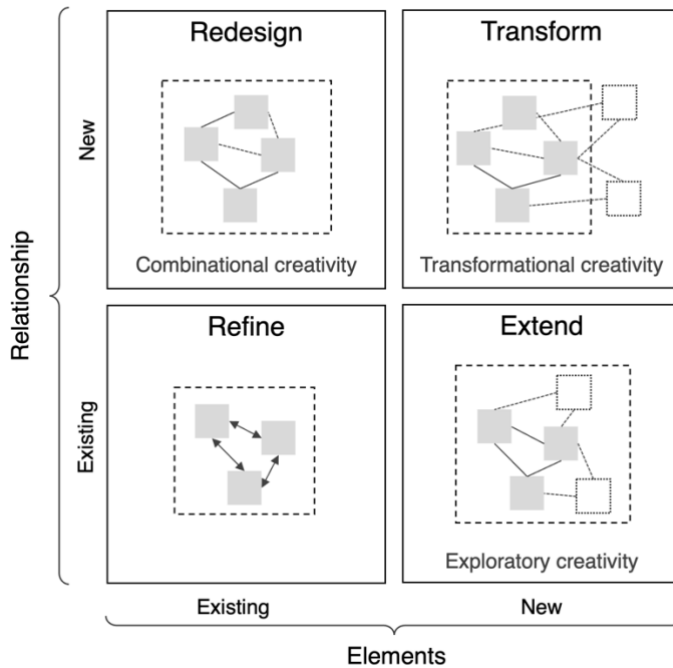 Redesign
Transform
New
Combinational creativity
Transformational creativity
Relationship
Refine
Extend
Existing
Exploratory creativity
Existing
New
Elements